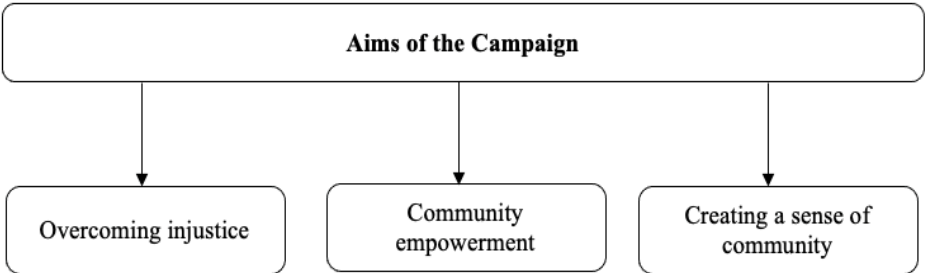 Aims of the Campaign
Overcoming injustice
Community
empowerment
Creating a sense of
community